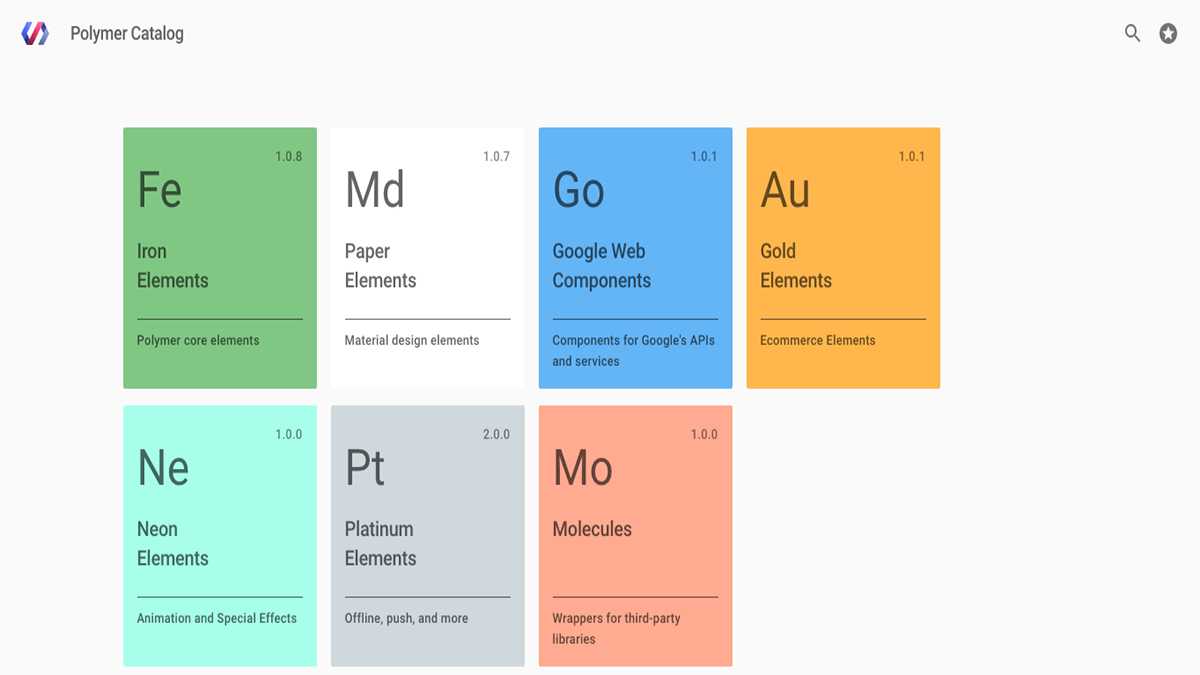 Polymer Catalog
1.0.8
Fe
Iron
Elements
Polymer core elements
1.0.7
Md
Paper
Elements
Material design elements
1.0.1
Go
Google Web
Components
Components for Google's APIs
and services
1.0.1
Au
Gold
Elements
Ecommerce Elements
1.0.0
Ne
Neon
Elements
Animation and Special Effects
2.0.0
Pt
Platinum
Elements
Offline, push, and more
1.0.0
Mo
Molecules
Wrappers for third-party
libraries